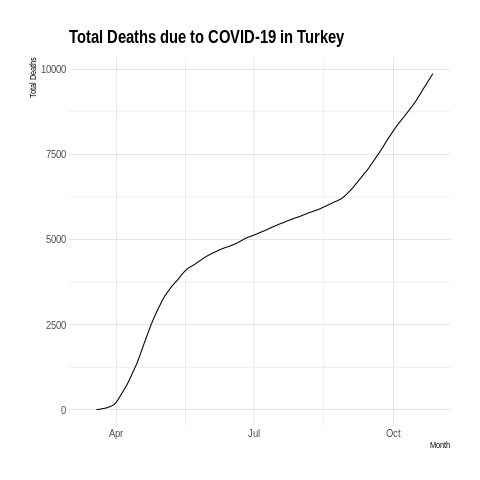 Total Deaths due to COVID-19 in Turkey
Total Deaths
10000
7500
5000
2500
0
Apr
Jul
Oct
Month